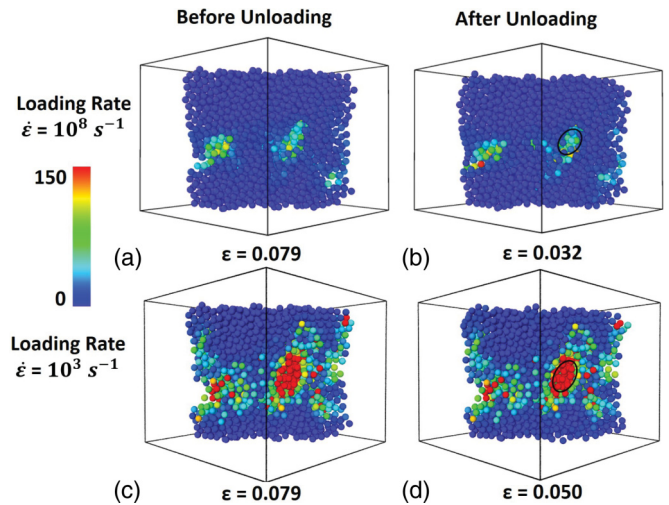 Before Unloading
After Unloading
Loading Rate
ε̇ = 10⁸ s⁻¹
150
0
(a)
ε = 0.079
(b)
ε = 0.032
Loading Rate
ε̇ = 10³ s⁻¹
(c)
ε = 0.079
(d)
ε = 0.050